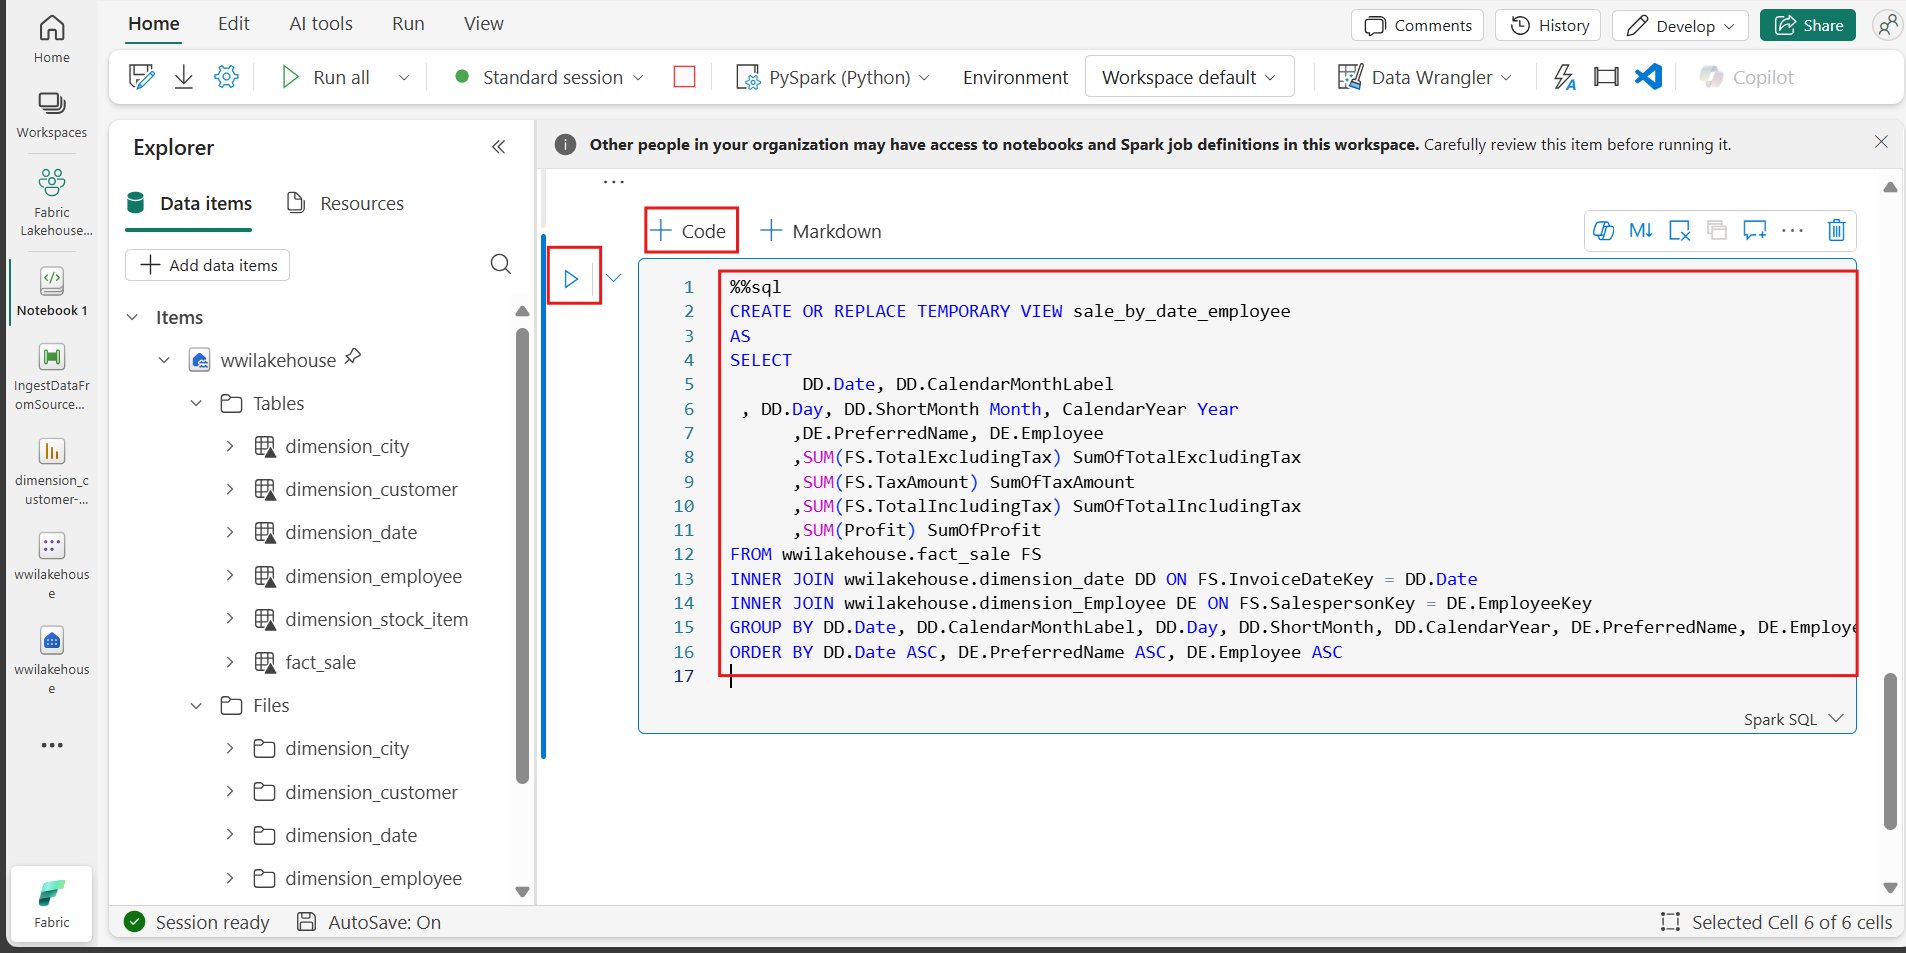 Home Edit AI tools Run View
Comments History Develop Share
Run all Standard session PySpark (Python) Environment Workspace default Data Wrangler Copilot
Home
Workspaces
Fabric
Lakehouse...
Notebook 1
IngestDataFr
omSource...
dimension_c
ustomer-...
wwilakehous
e
wwilakehous
e
...
Fabric
Explorer
Data items Resources
+ Add data items
Items
wwilakehouse
Tables
dimension_city
dimension_customer
dimension_date
dimension_employee
dimension_stock_item
fact_sale
Files
dimension_city
dimension_customer
dimension_date
dimension_employee
Other people in your organization may have access to notebooks and Spark job definitions in this workspace. Carefully review this item before running it.
...
+ Code + Markdown
M↓ ...
1 %%sql
2 CREATE OR REPLACE TEMPORARY VIEW sale_by_date_employee
3 AS
4 SELECT
5 DD.Date, DD.CalendarMonthLabel
6 , DD.Day, DD.ShortMonth Month, CalendarYear Year
7 ,DE.PreferredName, DE.Employee
8 ,SUM(FS.TotalExcludingTax) SumOfTotalExcludingTax
9 ,SUM(FS.TaxAmount) SumOfTaxAmount
10 ,SUM(FS.TotalIncludingTax) SumOfTotalIncludingTax
11 ,SUM(Profit) SumOfProfit
12 FROM wwilakehouse.fact_sale FS
13 INNER JOIN wwilakehouse.dimension_date DD ON FS.InvoiceDateKey = DD.Date
14 INNER JOIN wwilakehouse.dimension_Employee DE ON FS.SalespersonKey = DE.EmployeeKey
15 GROUP BY DD.Date, DD.CalendarMonthLabel, DD.Day, DD.ShortMonth, DD.CalendarYear, DE.PreferredName, DE.Employe
16 ORDER BY DD.Date ASC, DE.PreferredName ASC, DE.Employee ASC
17
Spark SQL
Session ready AutoSave: On
Selected Cell 6 of 6 cells